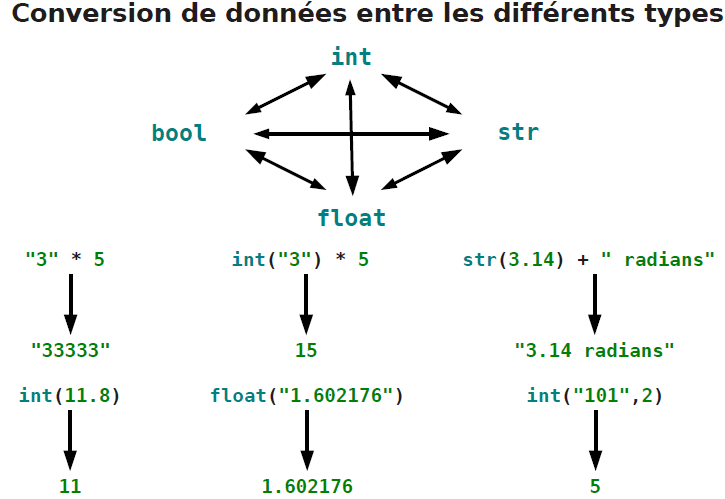 Conversion de données entre les différents types
int
bool
str
float
"3" * 5
int("3") * 5
str(3.14) + " radians"
"33333"
15
"3.14 radians"
int(11.8)
float("1.602176")
int("101",2)
11
1.602176
5